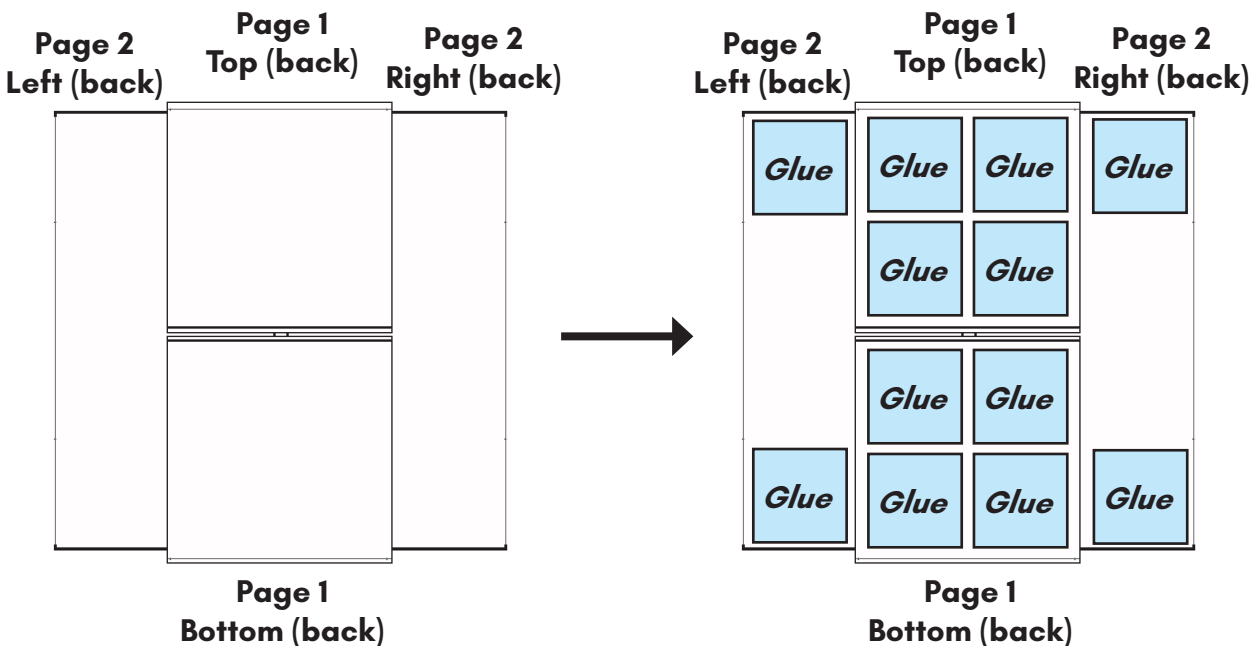 Page 2
Left (back)
Page 1
Top (back)
Page 2
Right (back)
Page 1
Bottom (back)
Page 2
Left (back)
Page 1
Top (back)
Page 2
Right (back)
Glue
Glue
Glue
Glue
Glue
Glue
Glue
Glue
Glue
Glue
Glue
Glue
Page 1
Bottom (back)